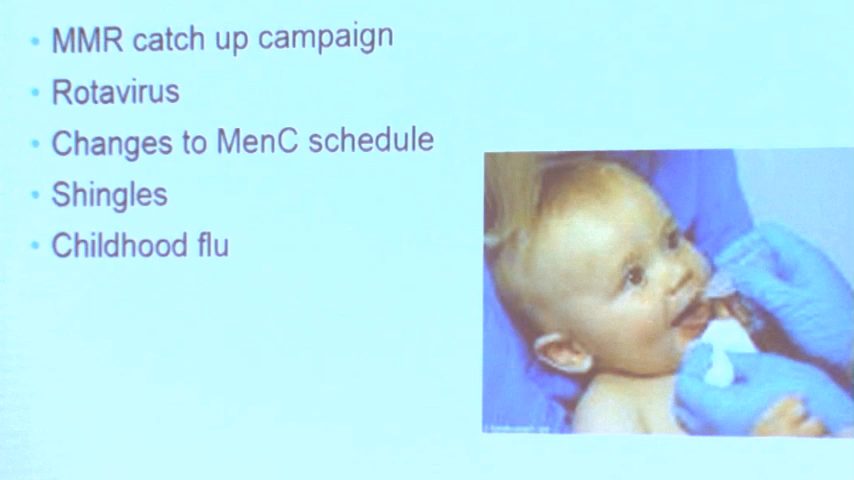 MMR catch up campaign
Rotavirus
Changes to MenC schedule
Shingles
Childhood flu